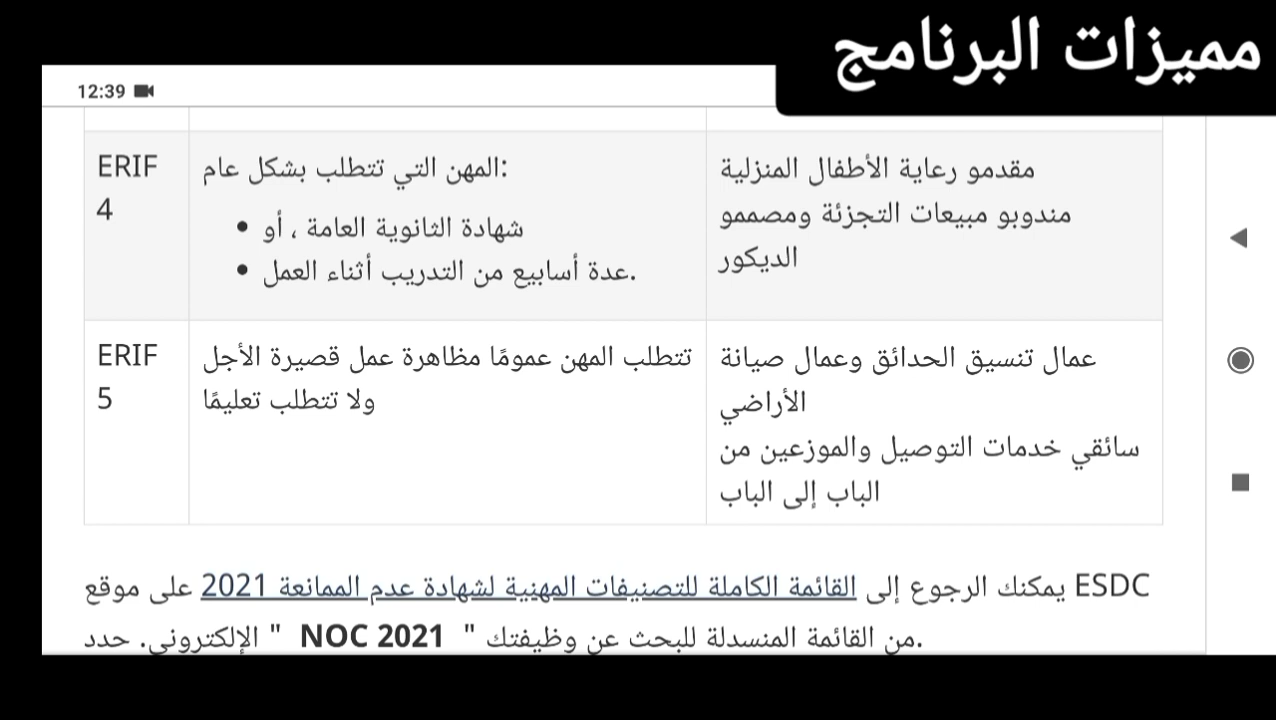 مميزات البرنامج
12:39
ERIF
4
المهن التي تتطلب بشكل عام:
شهادة الثانوية العامة ، أو
عدة أسابيع من التدريب أثناء العمل.
مقدمو رعاية الأطفال المنزلية
مندوبو مبيعات التجزئة ومصممو
الديكور
ERIF
5
تتطلب المهن عمومًا مظاهرة عمل قصيرة الأجل
ولا تتطلب تعليمًا
عمال تنسيق الحدائق وعمال صيانة
الأراضي
سائقي خدمات التوصيل والموزعين من
الباب إلى الباب
ESDC يمكنك الرجوع إلى القائمة الكاملة للتصنيفات المهنية لشهادة عدم الممانعة 2021 على موقع
الإلكتروني. حدد " NOC 2021 " من القائمة المنسدلة للبحث عن وظيفتك.